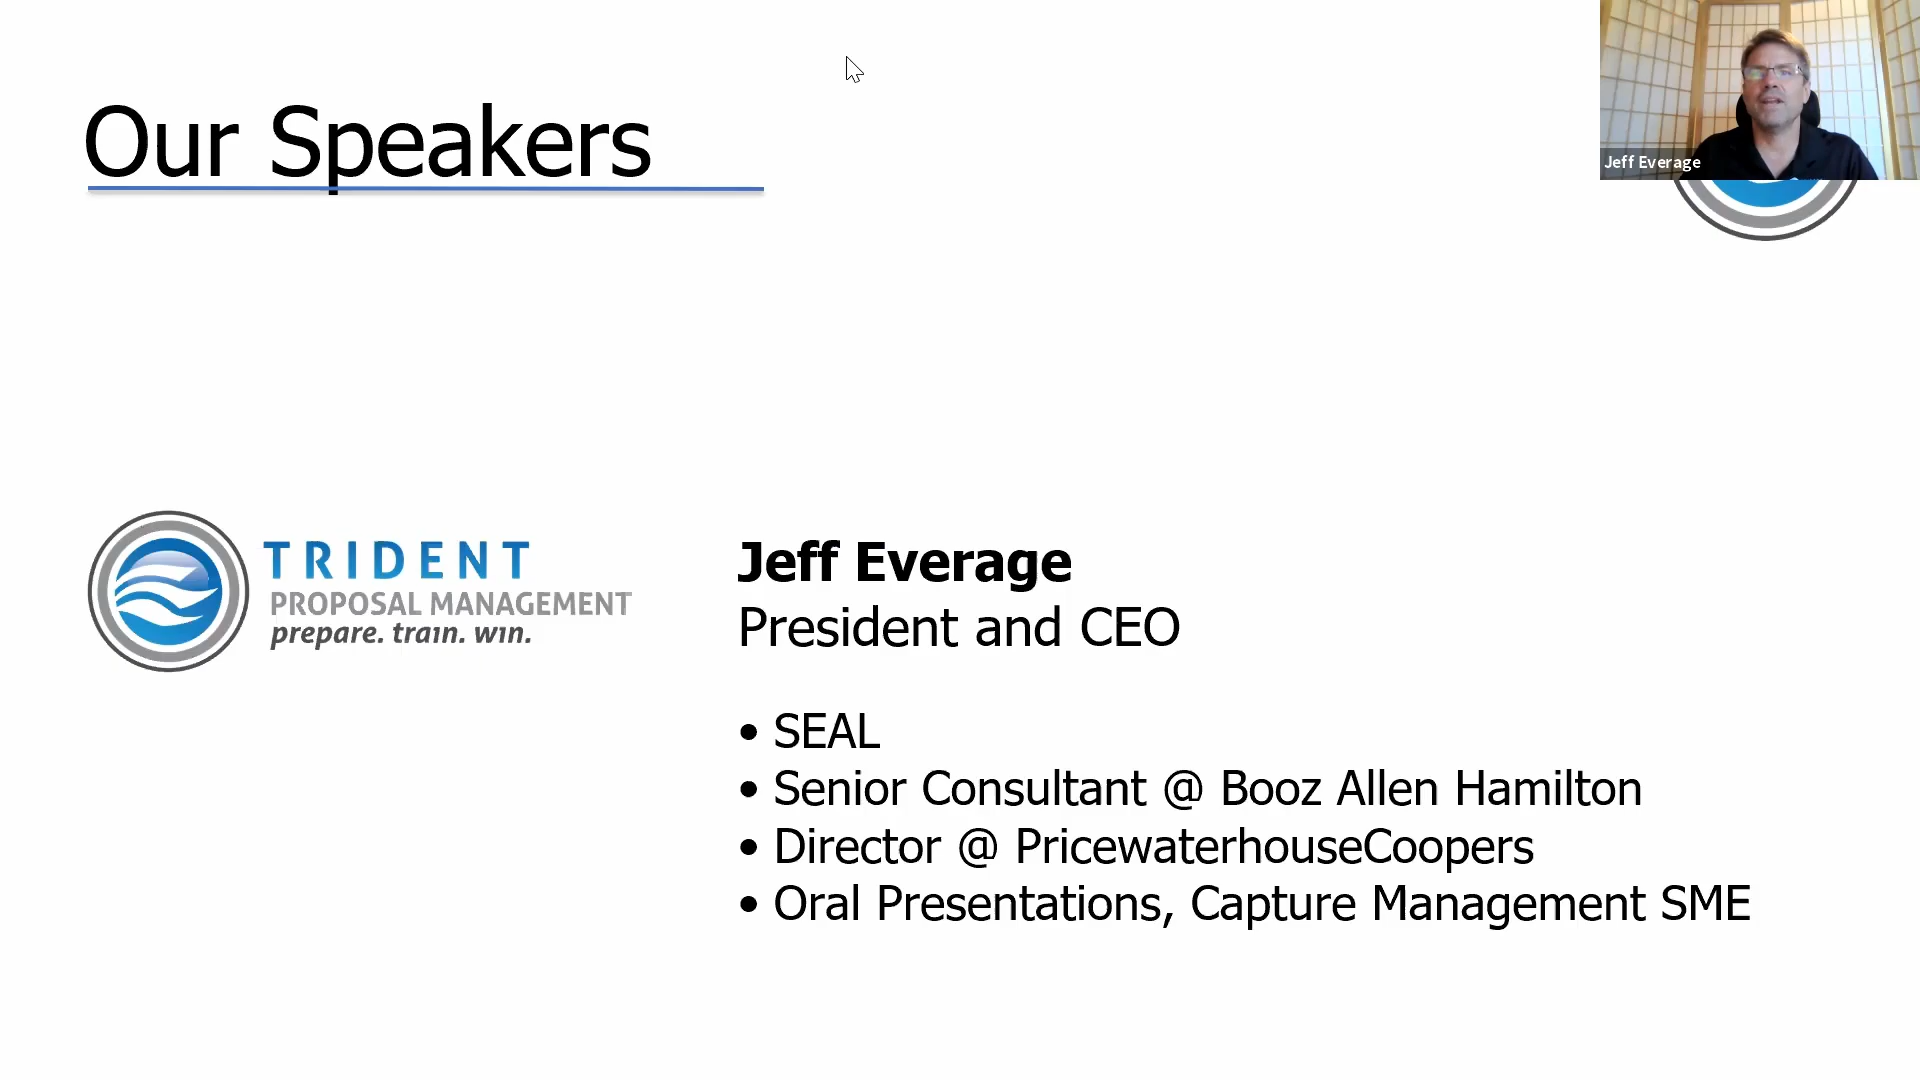 Our Speakers
Jeff Everage
TRIDENT
PROPOSAL MANAGEMENT
prepare. train. win.
Jeff Everage
President and CEO
• SEAL
• Senior Consultant @ Booz Allen Hamilton
• Director @ PricewaterhouseCoopers
• Oral Presentations, Capture Management SME